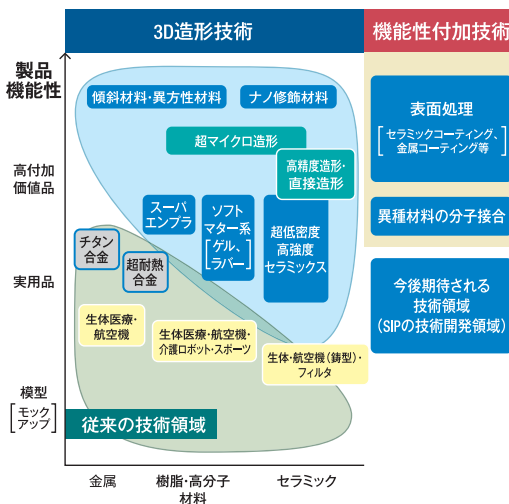 3D造形技術
機能性付加技術
製品
機能性
傾斜材料・異方性材料
ナノ修飾材料
表面処理
[セラミックコーティング、
金属コーティング等]
超マイクロ造形
高精度造形・
直接造形
高付加
価値品
スーパ
エンプラ
ソフト
マター系
[ゲル、
ラバー]
超低密度
高強度
セラミックス
異種材料の分子接合
チタン
合金
超耐熱
合金
実用品
今後期待される
技術領域
(SIPの技術開発領域)
生体医療・
航空機
生体医療・航空機・
介護ロボット・スポーツ
生体・航空機(鋳型)・
フィルタ
模型
[モック
アップ]
従来の技術領域
金属
樹脂・高分子
材料
セラミック